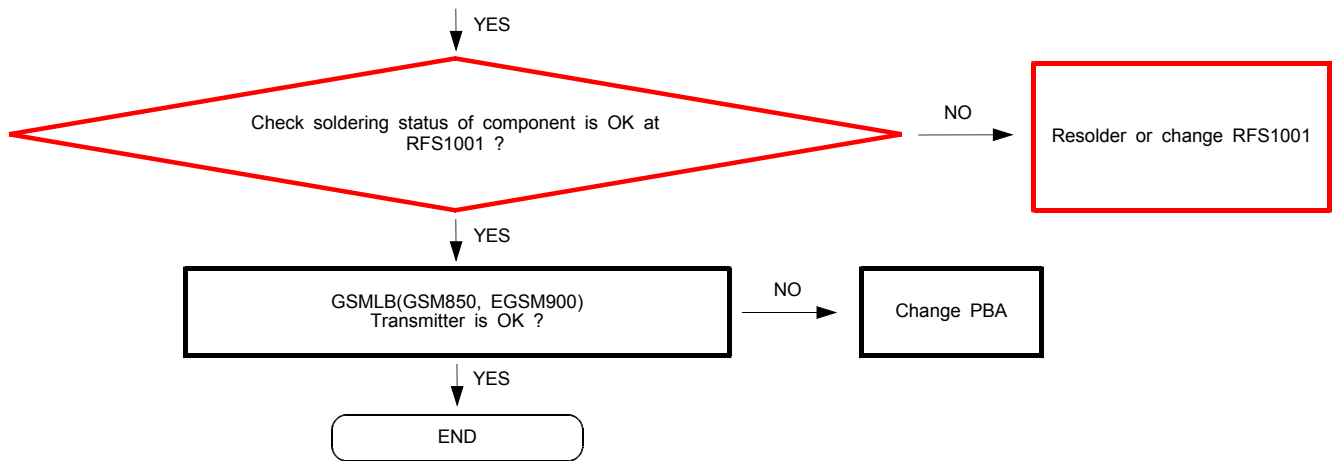 YES
Check soldering status of component is OK at
RFS1001 ?
NO
Resolder or change RFS1001
YES
GSMLB(GSM850, EGSM900)
Transmitter is OK ?
NO
Change PBA
YES
END